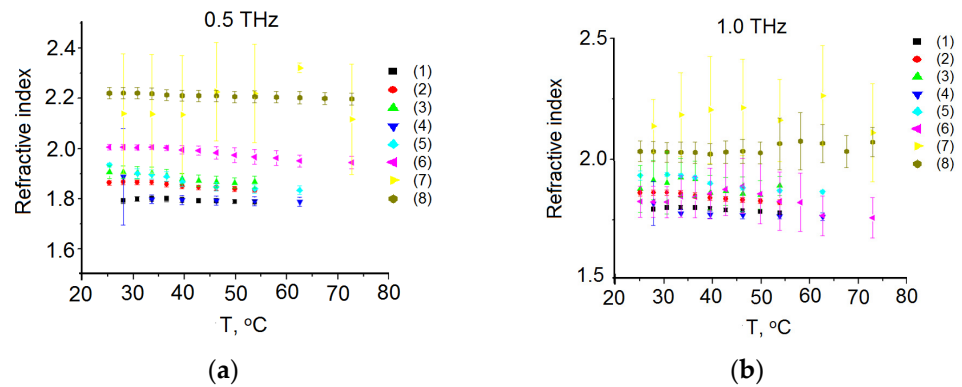 0.5 THz
Refractive index
2.4
2.2
2.0
1.8
1.6
20 30 40 50 60 70 80
T, °C
(1)
(2)
(3)
(4)
(5)
(6)
(7)
(8)
(a)
1.0 THz
Refractive index
2.5
2.0
1.5
20 30 40 50 60 70 80
T, °C
(1)
(2)
(3)
(4)
(5)
(6)
(7)
(8)
(b)